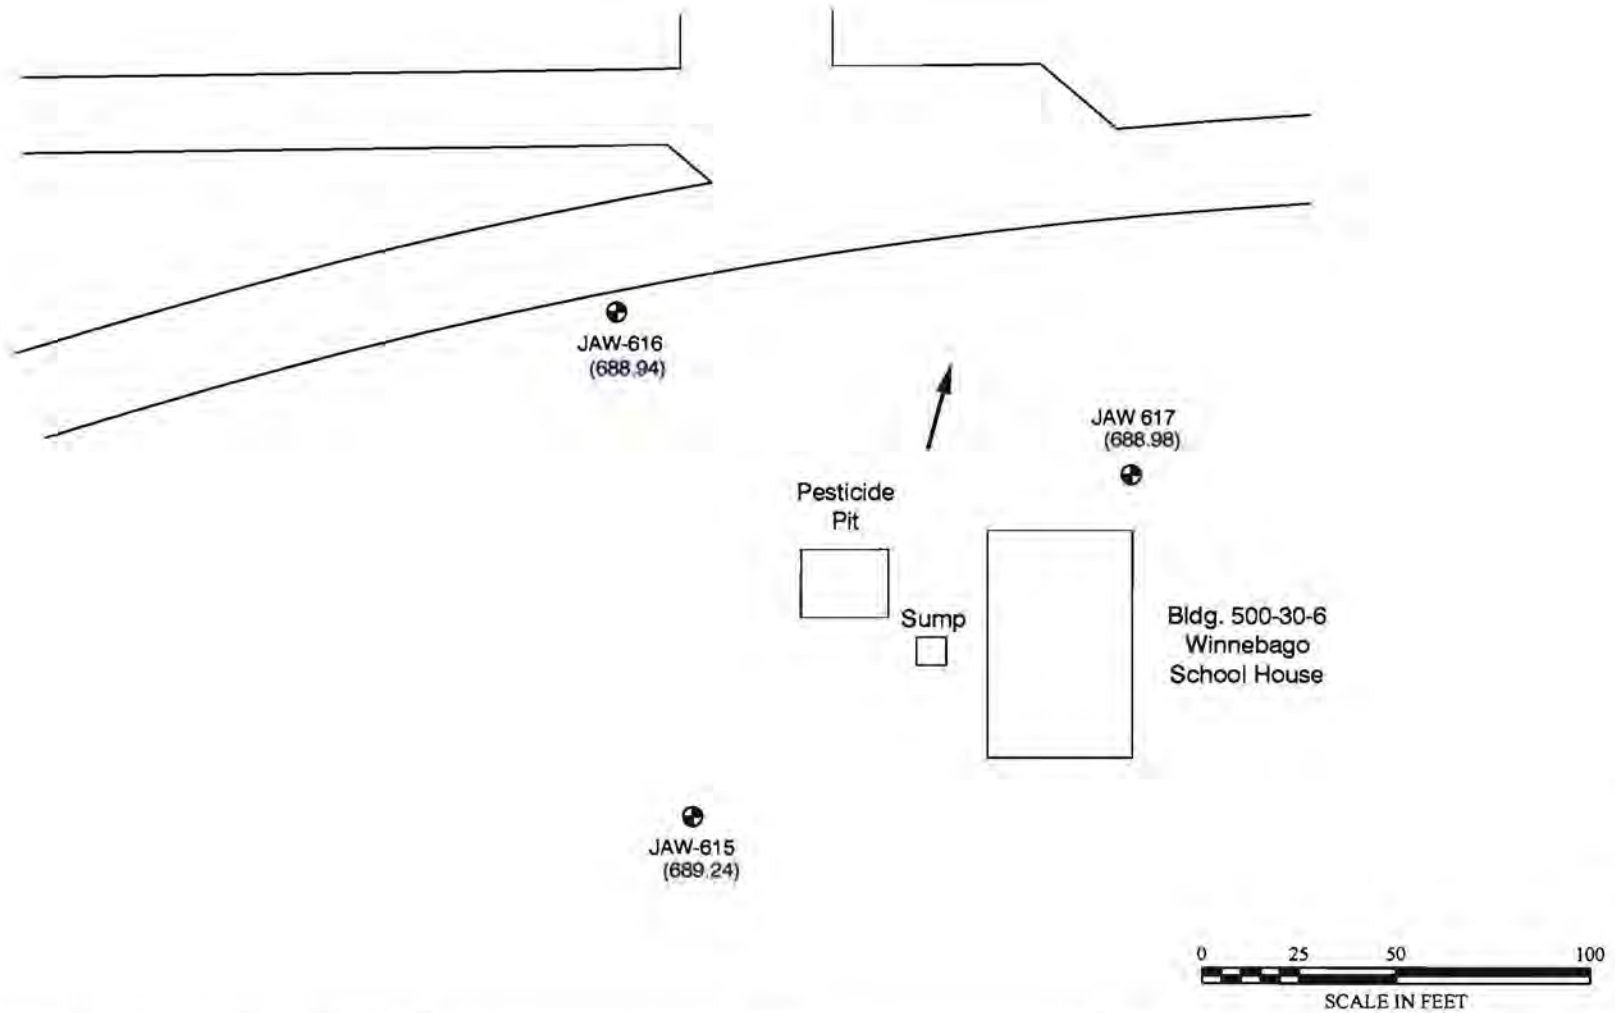 JAW-616
(688.94)
JAW 617
(688.98)
Pesticide
Pit
Sump
Bldg. 500-30-6
Winnebago
School House
JAW-615
(689.24)
0 25 50 100
SCALE IN FEET